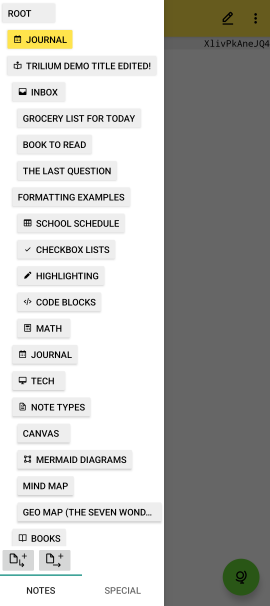 ROOT
JOURNAL
TRILIUM DEMO TITLE EDITED!
INBOX
GROCERY LIST FOR TODAY
BOOK TO READ
THE LAST QUESTION
FORMATTING EXAMPLES
SCHOOL SCHEDULE
CHECKBOX LISTS
HIGHLIGHTING
CODE BLOCKS
MATH
JOURNAL
TECH
NOTE TYPES
CANVAS
MERMAID DIAGRAMS
MIND MAP
GEO MAP (THE SEVEN WOND...
BOOKS
NOTES
SPECIAL
XlivPkAneJQ4